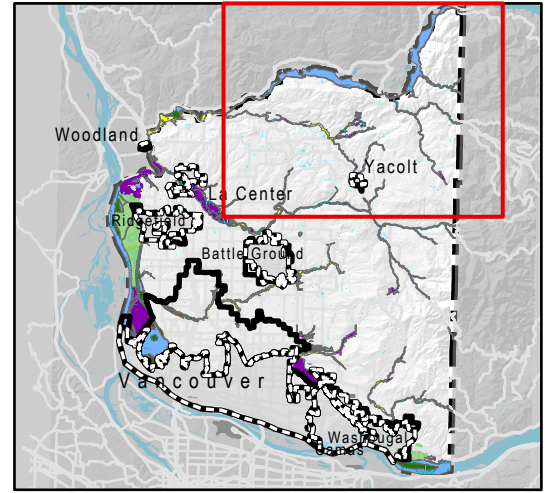 Woodland
Yacolt
La Center
Ridgefield
Battle Ground
Vancouver
Washougal
Camas